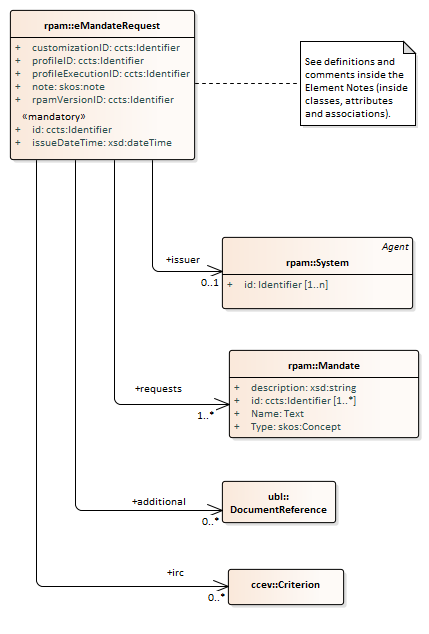 rpam::eMandateRequest
+ customizationID: ccts:Identifier
+ profileID: ccts:Identifier
+ profileExecutionID: ccts:Identifier
+ note: skos:note
+ rpamVersionID: ccts:Identifier
«mandatory»
+ id: ccts:Identifier
+ issueDateTime: xsd:dateTime
See definitions and
comments inside the
Element Notes (inside
classes, attributes
and associations).
+issuer
0..1
Agent
rpam::System
+ id: Identifier [1..n]
+requests
1..*
rpam::Mandate
+ description: xsd:string
+ id: ccts:Identifier [1..*]
+ Name: Text
+ Type: skos:Concept
+additional
0..*
ubl::
DocumentReference
+irc
0..*
ccev::Criterion